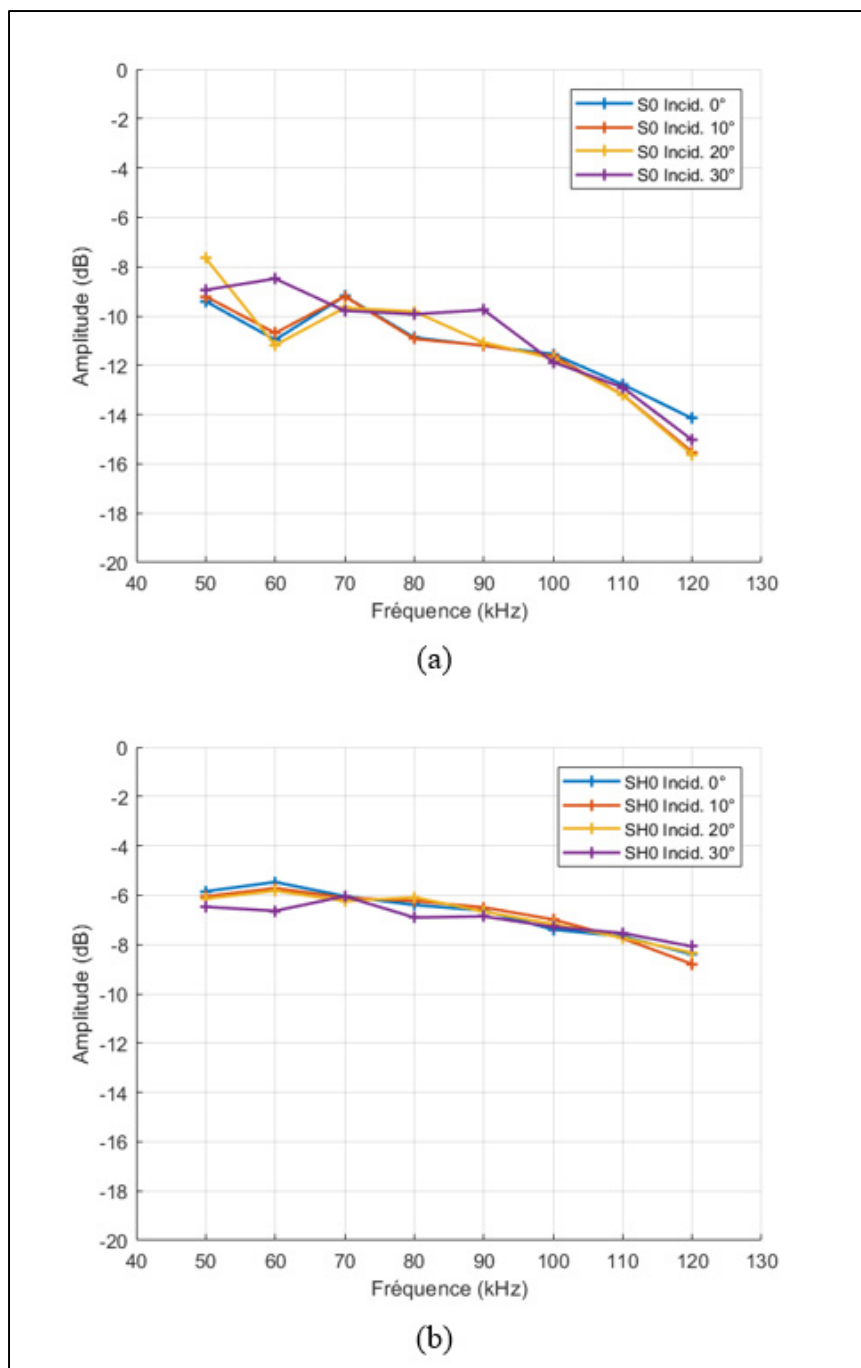 0
-2
-4
-6
-8
-10
-12
-14
-16
-18
-20
Amplitude (dB)
S0 Incid. 0°
S0 Incid. 10°
S0 Incid. 20°
S0 Incid. 30°
40 50 60 70 80 90 100 110 120 130
Fréquence (kHz)
(a)
0
-2
-4
-6
-8
-10
-12
-14
-16
-18
-20
Amplitude (dB)
SH0 Incid. 0°
SH0 Incid. 10°
SH0 Incid. 20°
SH0 Incid. 30°
40 50 60 70 80 90 100 110 120 130
Fréquence (kHz)
(b)